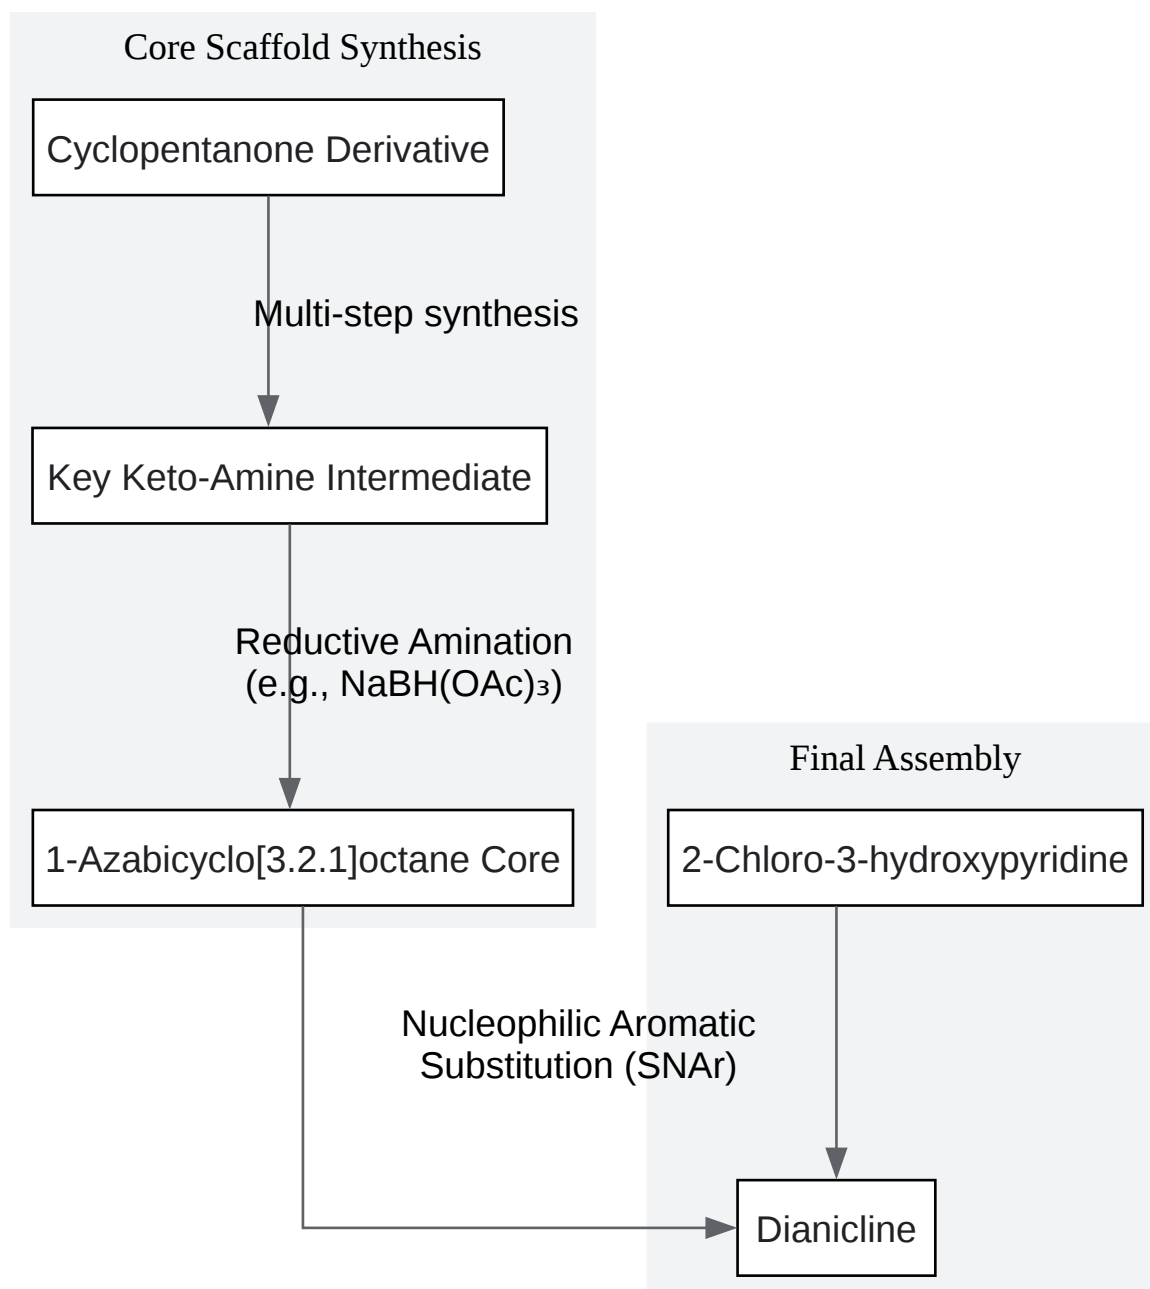 Core Scaffold Synthesis
Cyclopentanone Derivative
Multi-step synthesis
Key Keto-Amine Intermediate
Reductive Amination
(e.g., NaBH(OAc)₃)
1-Azabicyclo[3.2.1]octane Core
Final Assembly
2-Chloro-3-hydroxypyridine
Nucleophilic Aromatic
Substitution (SNAr)
Dianicline